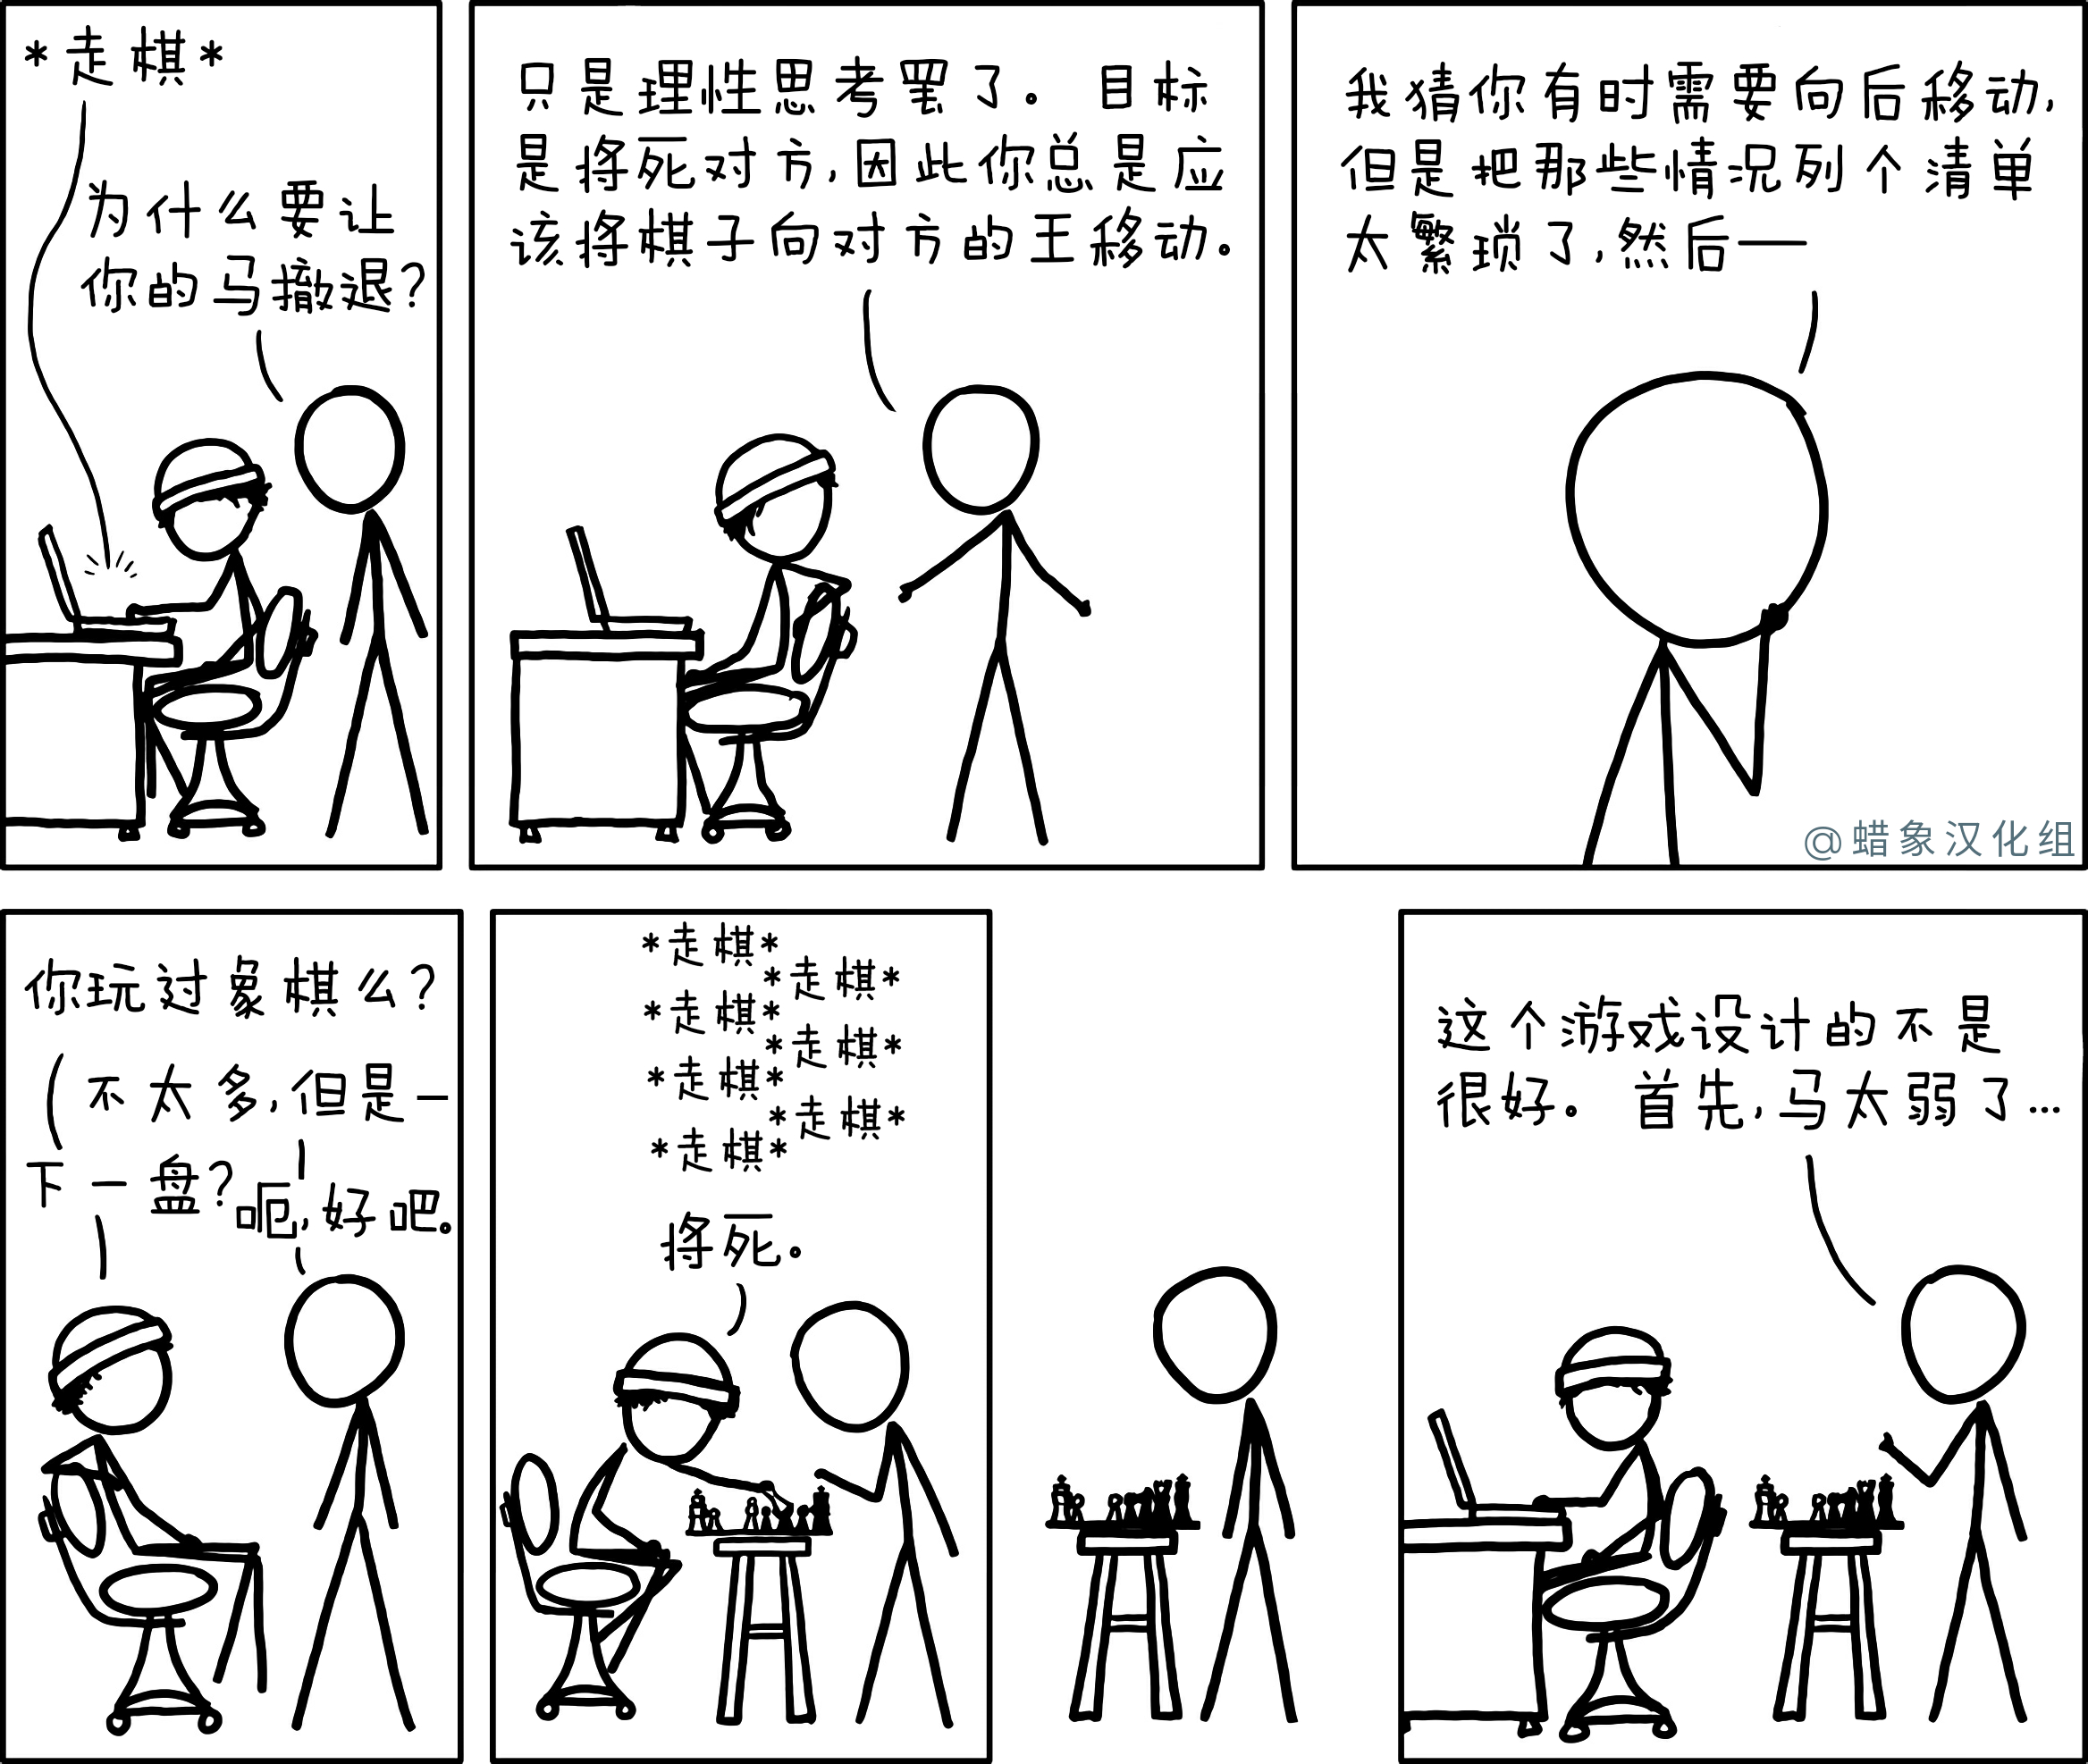 *走棋*
为什么要让
你的马撤退?
只是理性思考罢了。目标
是将死对方,因此你总是应
该将棋子向对方的王移动。
我猜你有时需要向后移动,
但是把那些情况列个清单
太繁琐了,然后——
@蜡象汉化组
你玩过象棋么?
不太多,但是—
下一盘?
呃,好吧。
*走棋*
*走棋*
*走棋*
*走棋*
*走棋*
*走棋*
*走棋*
将死。
这个游戏设计的不是
很好。首先,马太弱了…